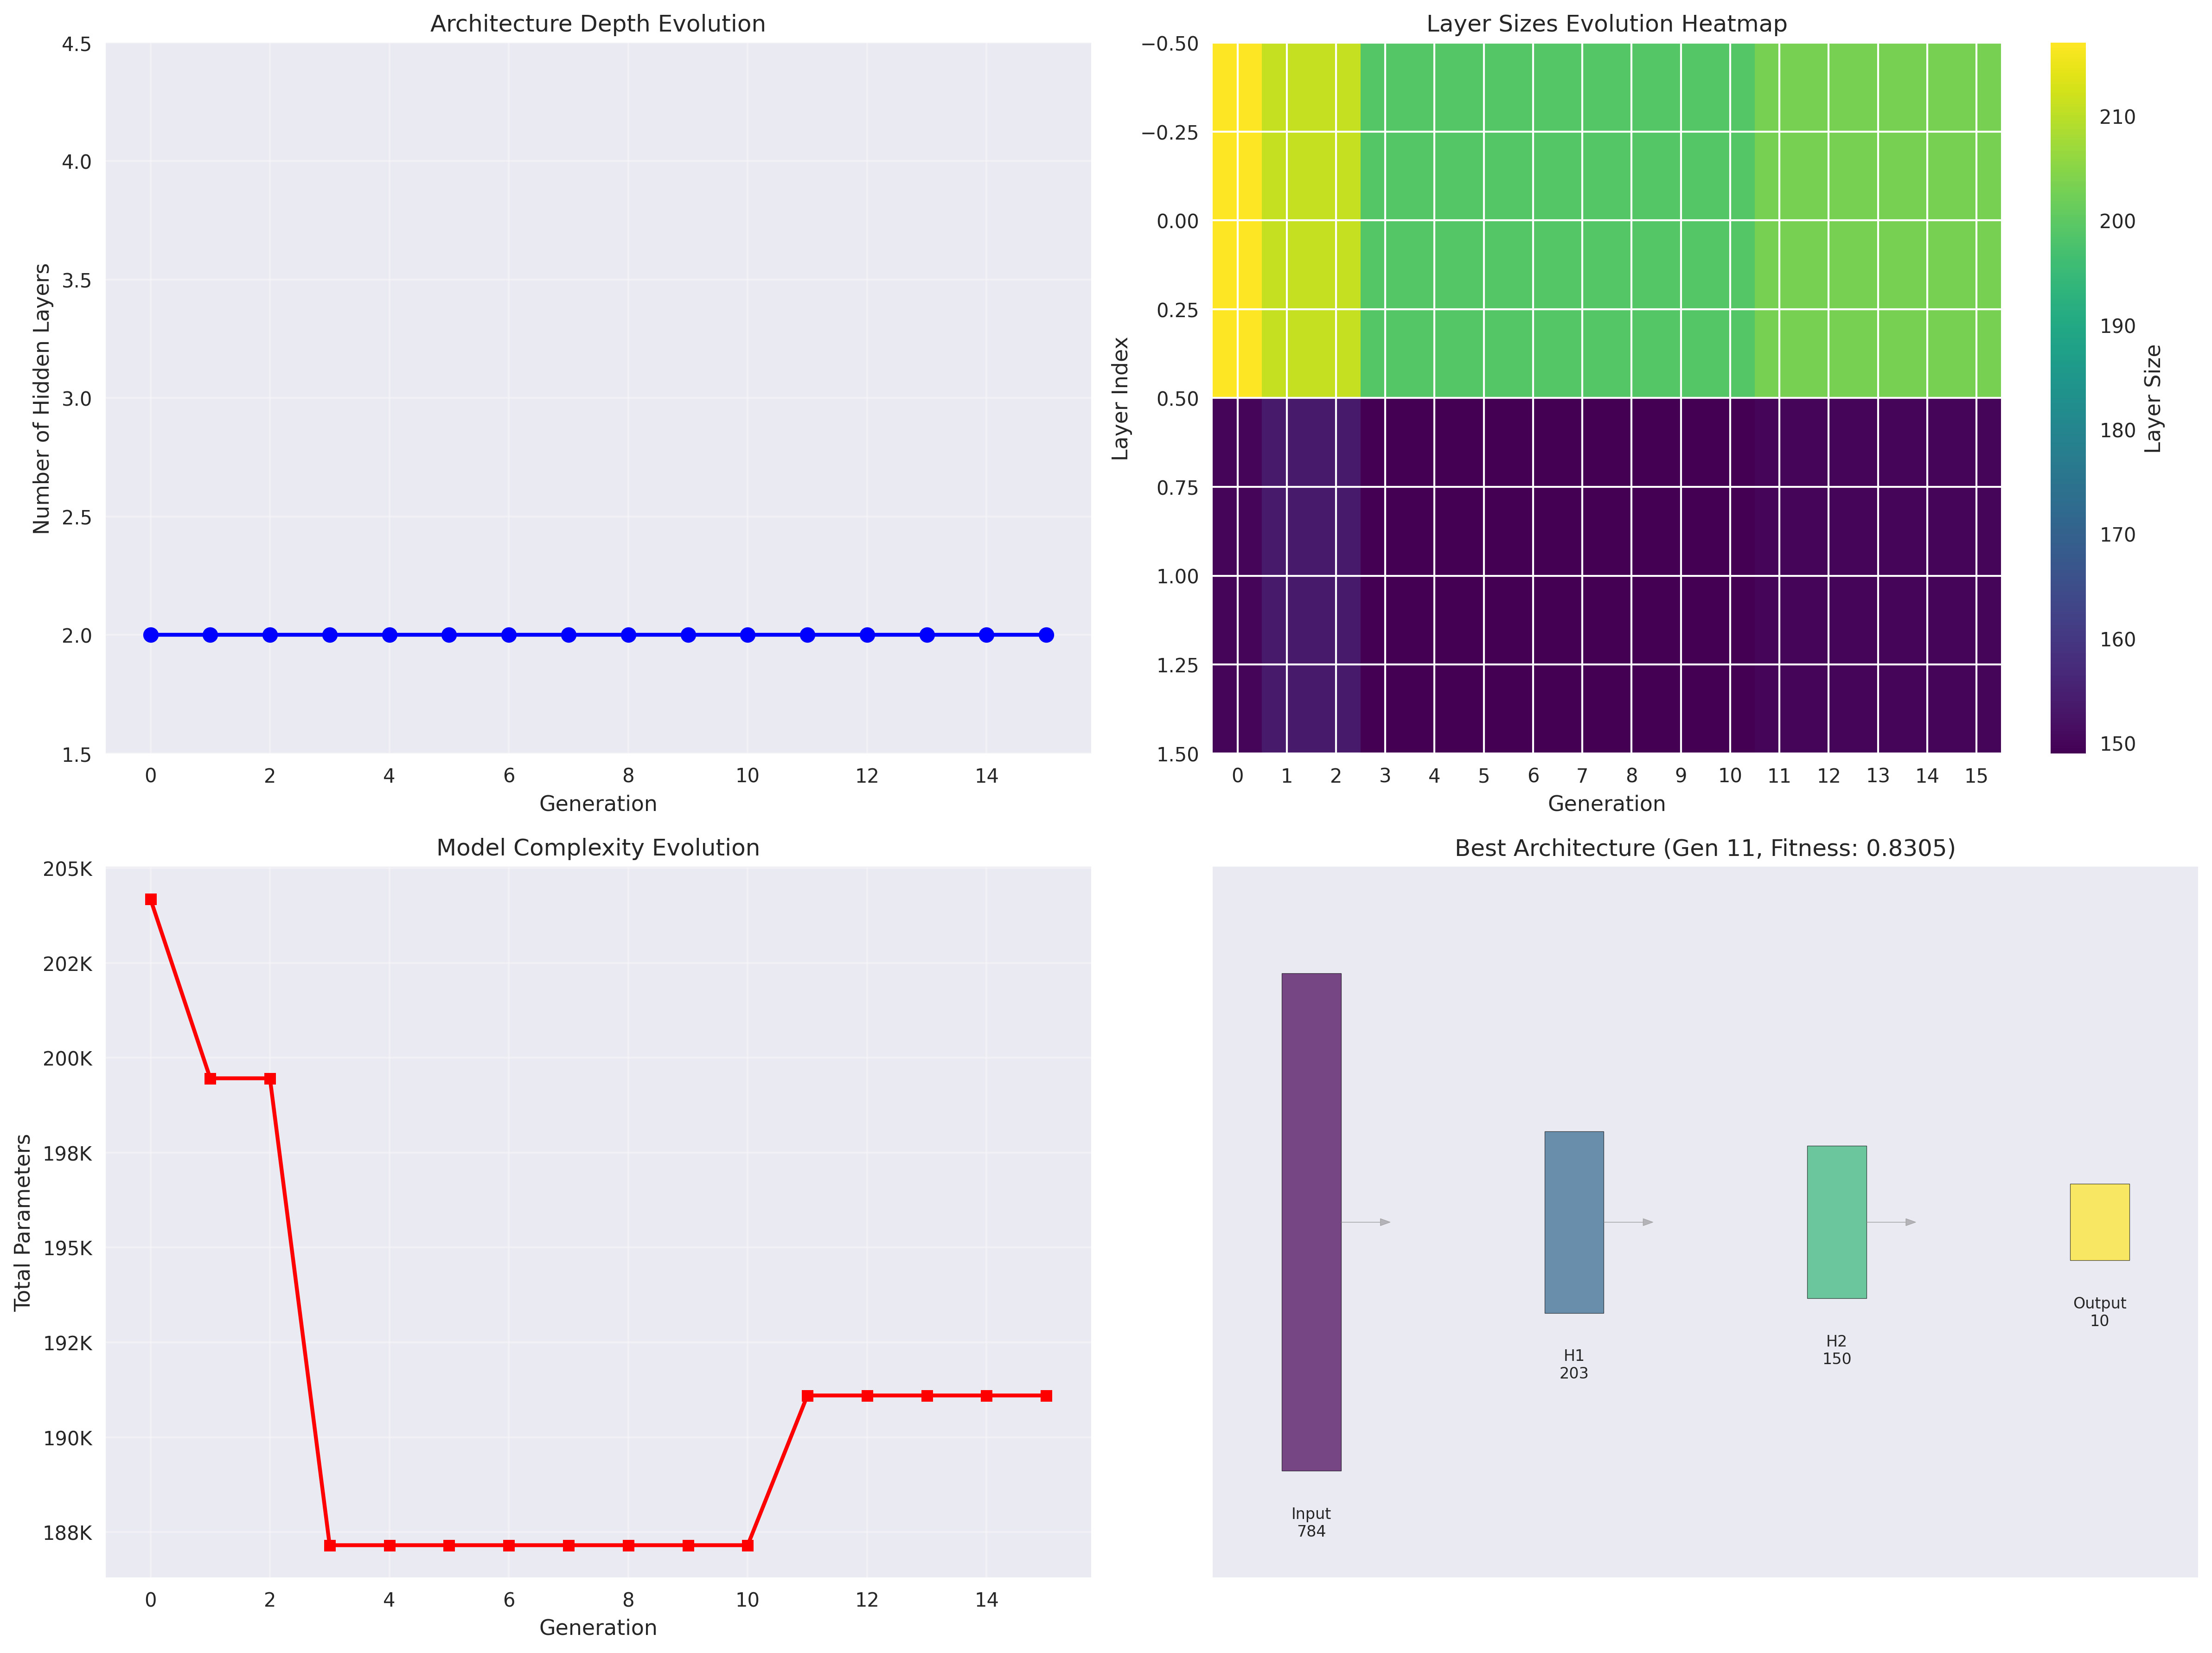 Architecture Depth Evolution
4.5
4.0
3.5
3.0
2.5
2.0
1.5
Number of Hidden Layers
0 2 4 6 8 10 12 14
Generation
Layer Sizes Evolution Heatmap
−0.50
−0.25
0.00
0.25
0.50
0.75
1.00
1.25
1.50
Layer Index
0 1 2 3 4 5 6 7 8 9 10 11 12 13 14 15
Generation
210
200
190
180
170
160
150
Layer Size
Model Complexity Evolution
205K
202K
200K
198K
195K
192K
190K
188K
Total Parameters
0 2 4 6 8 10 12 14
Generation
Best Architecture (Gen 11, Fitness: 0.8305)
Input
784
H1
203
H2
150
Output
10